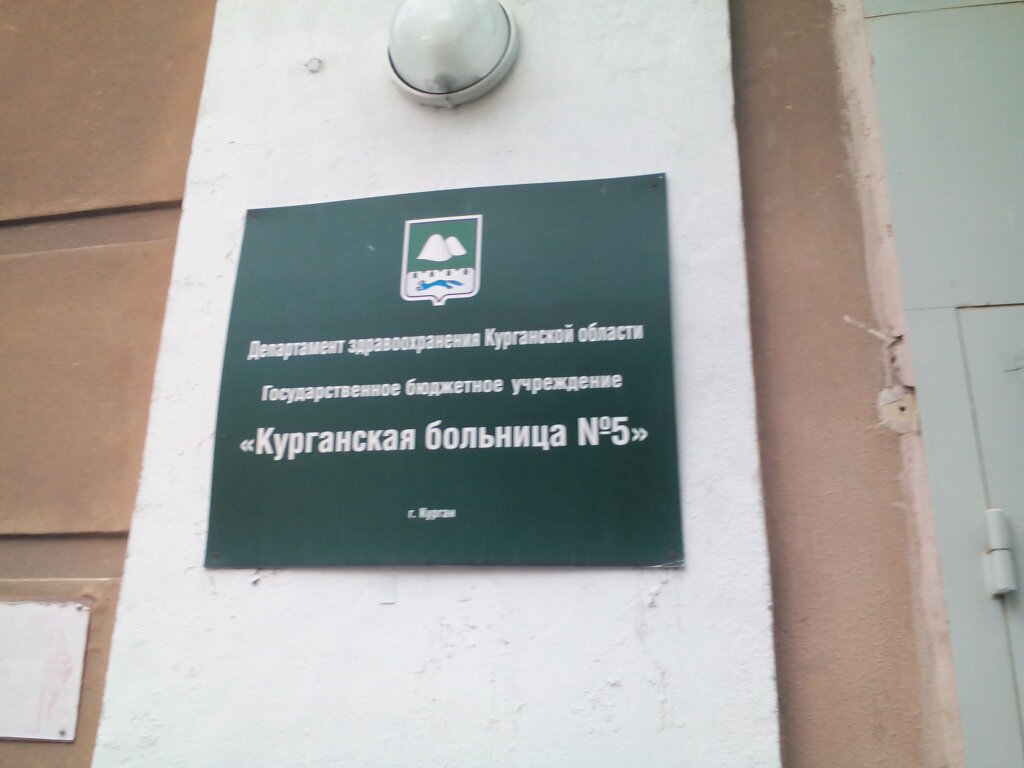 Департамент здравоохранения Курганской области
Государственное бюджетное учреждение
«Курганская больница №5»
г. Курган